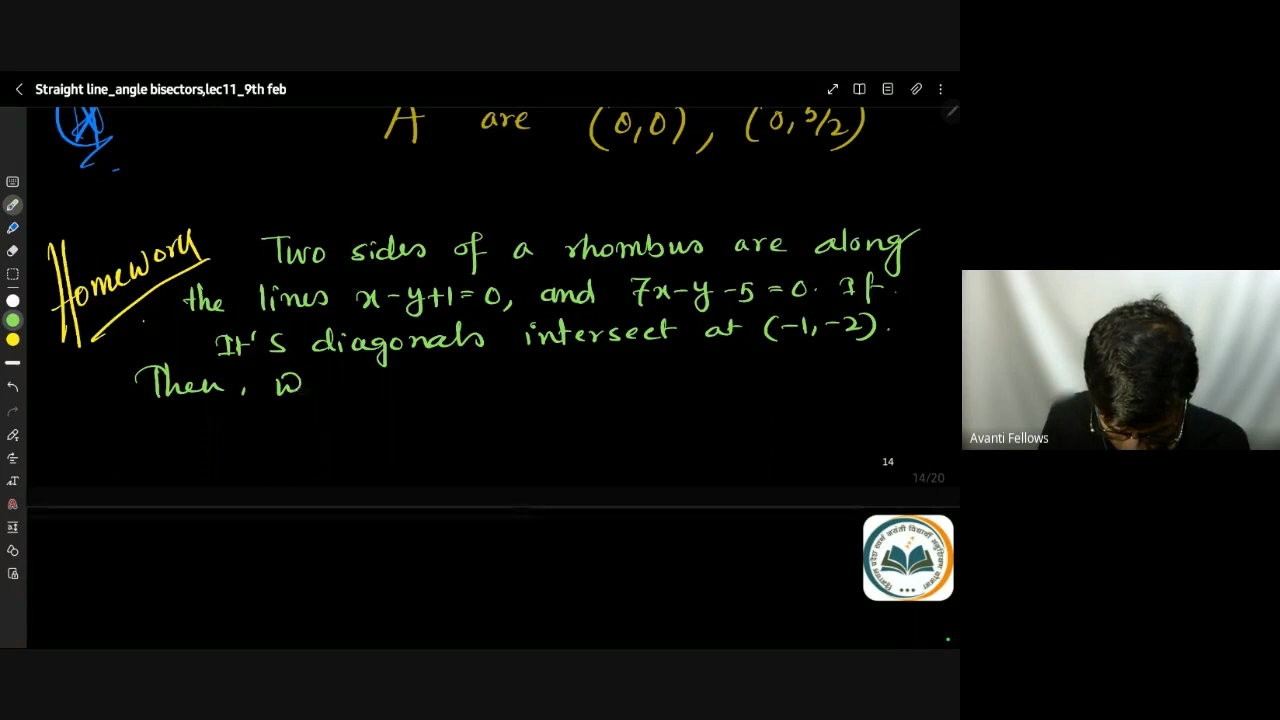 Straight line_angle bisectors,lec11_9th feb
A are (0,0), (0, 5/2)
Homework
Two sides of a rhombus are along
the lines x-y+1=0, and 7x-y-5=0. If
It's diagonals intersect at (-1,-2).
Then, w
14
14/20
Avanti Fellows